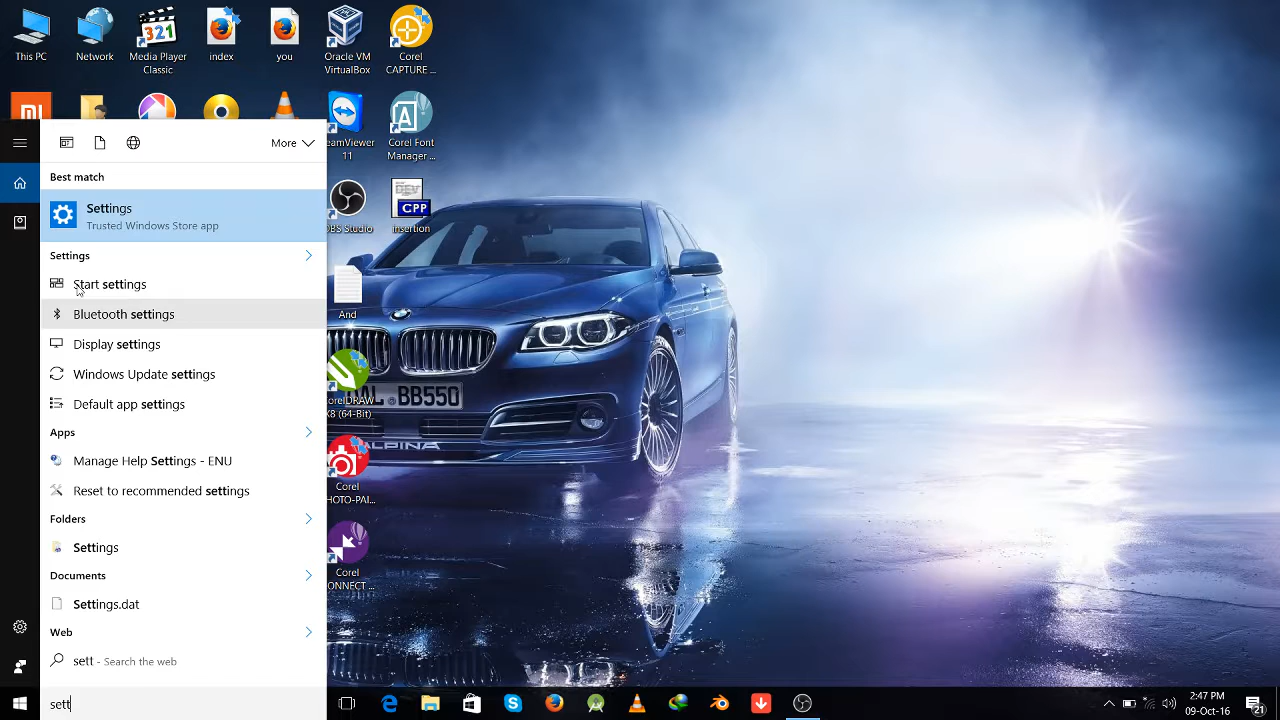 This PC
Network
Media Player
Classic
index
you
Oracle VM
VirtualBox
Corel
CAPTURE ...
321
eamViewer
11
Corel Font
Manager ...
More
Best match
Settings
Trusted Windows Store app
DEV
CPP
OBS Studio
insertion
Settings
Start settings
Bluetooth settings
And
Display settings
Windows Update settings
Default app settings
orelDRAW
X8 (64-Bit)
BB550
ALPINA
Apps
Manage Help Settings - ENU
Reset to recommended settings
Corel
HOTO-PAI...
Folders
Settings
Documents
Settings.dat
Corel
ONNECT...
Web
sett - Search the web
sett
2:47 PM
09-Oct-16
21